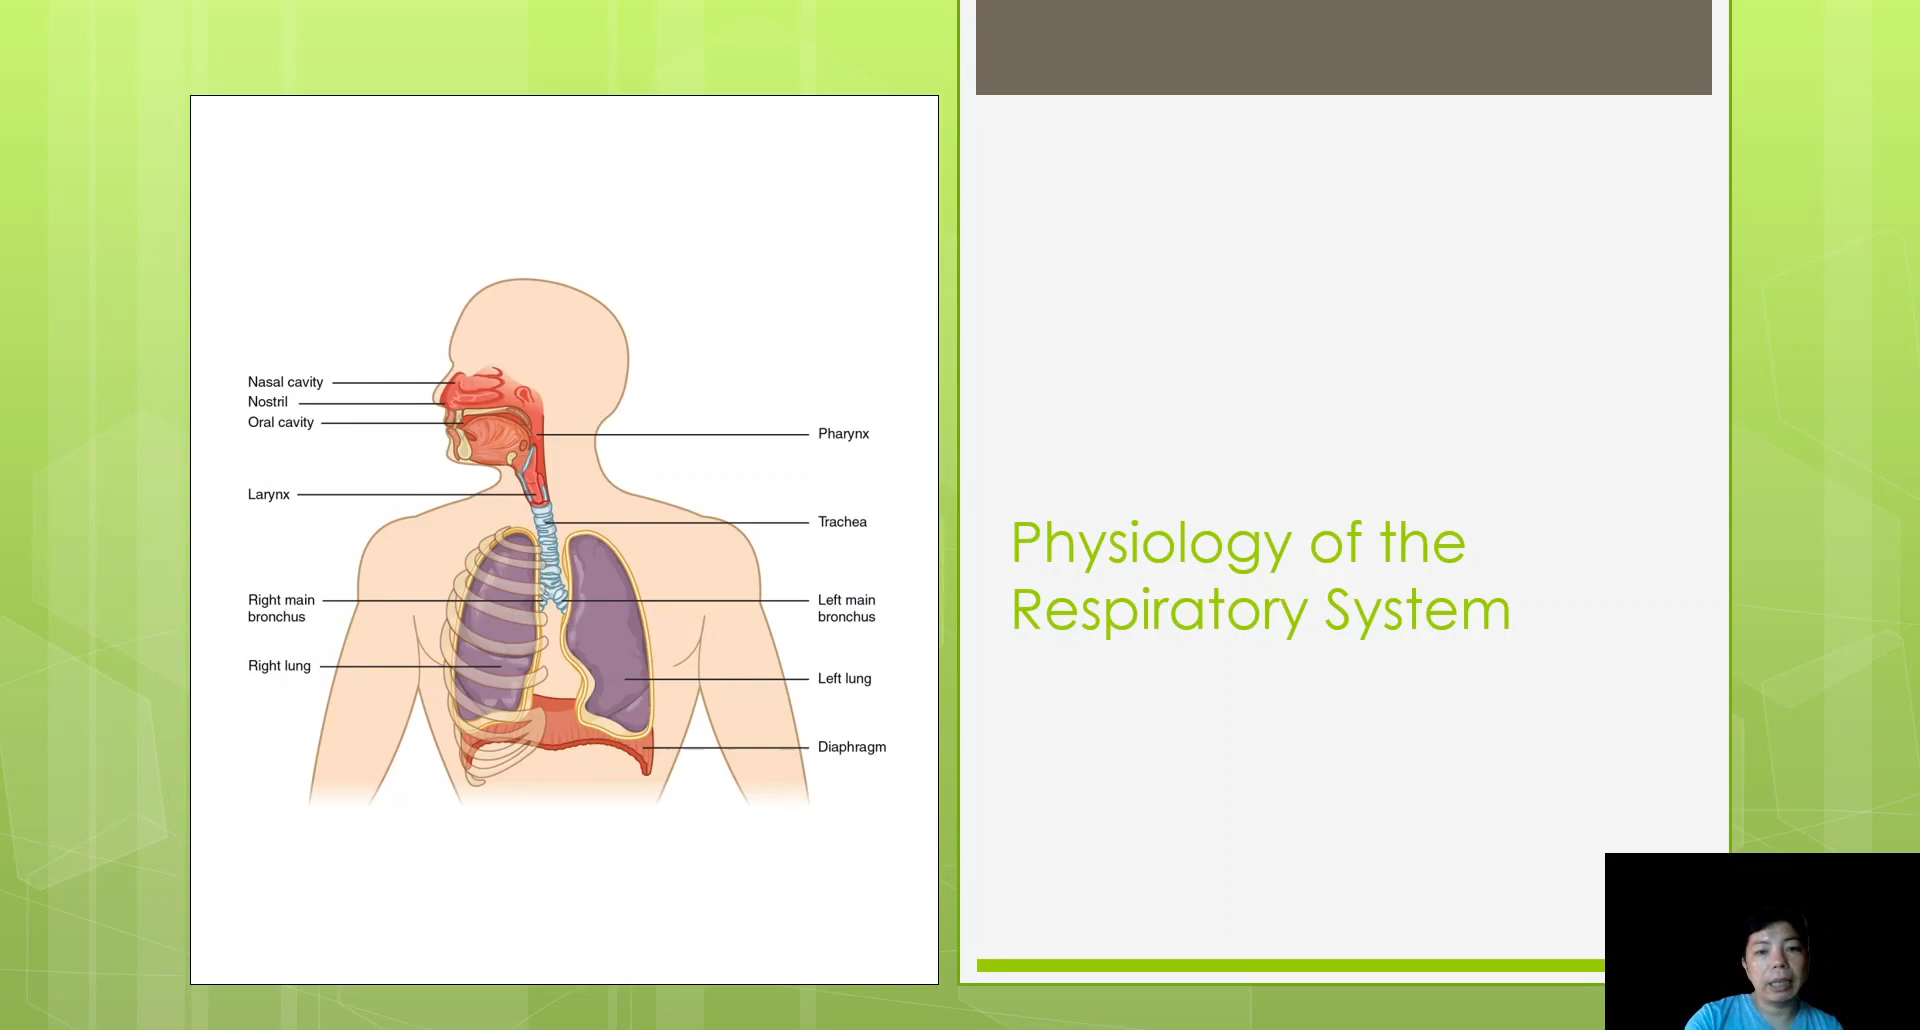 Nasal cavity
Nostril
Oral cavity
Larynx
Right main
bronchus
Right lung
Pharynx
Trachea
Left main
bronchus
Left lung
Diaphragm
Physiology of the
Respiratory System